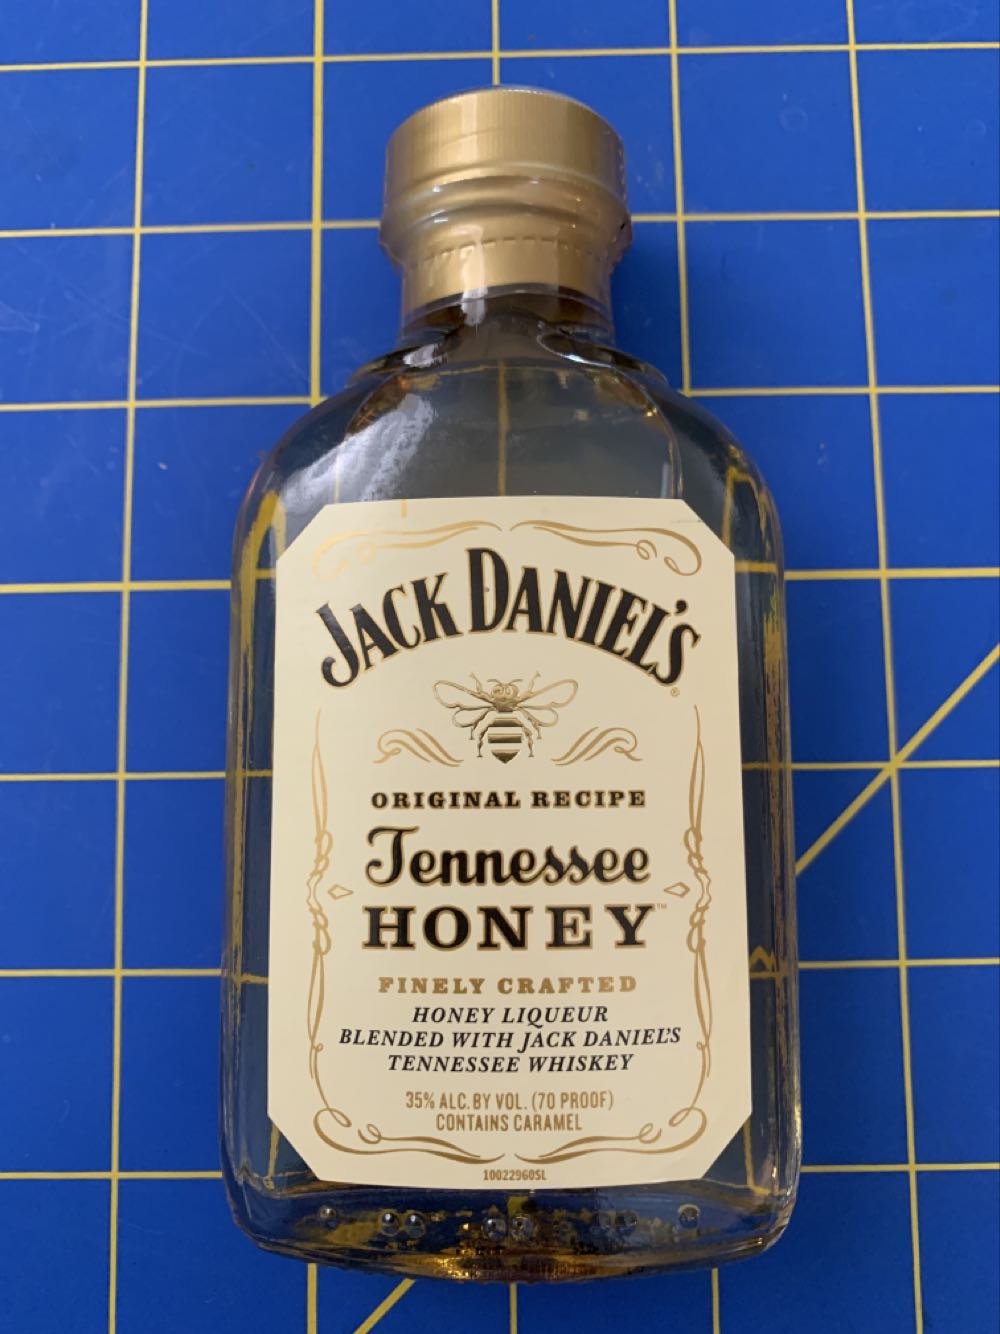 JACK DANIEL'S®
ORIGINAL RECIPE
Tennessee
HONEY™
FINELY CRAFTED
HONEY LIQUEUR
BLENDED WITH JACK DANIEL'S
TENNESSEE WHISKEY
35% ALC. BY VOL. (70 PROOF)
CONTAINS CARAMEL
10022960SL